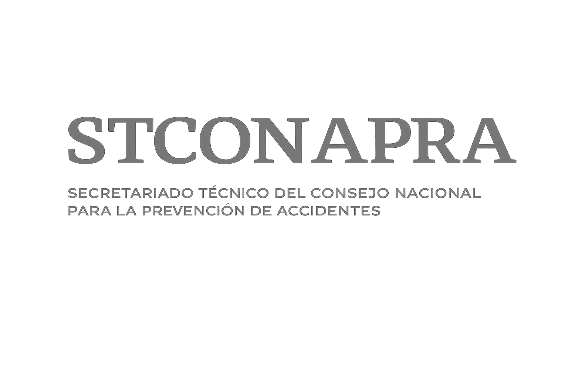 STCONAPRA
SECRETARIADO TÉCNICO DEL CONSEJO NACIONAL
PARA LA PREVENCIÓN DE ACCIDENTES